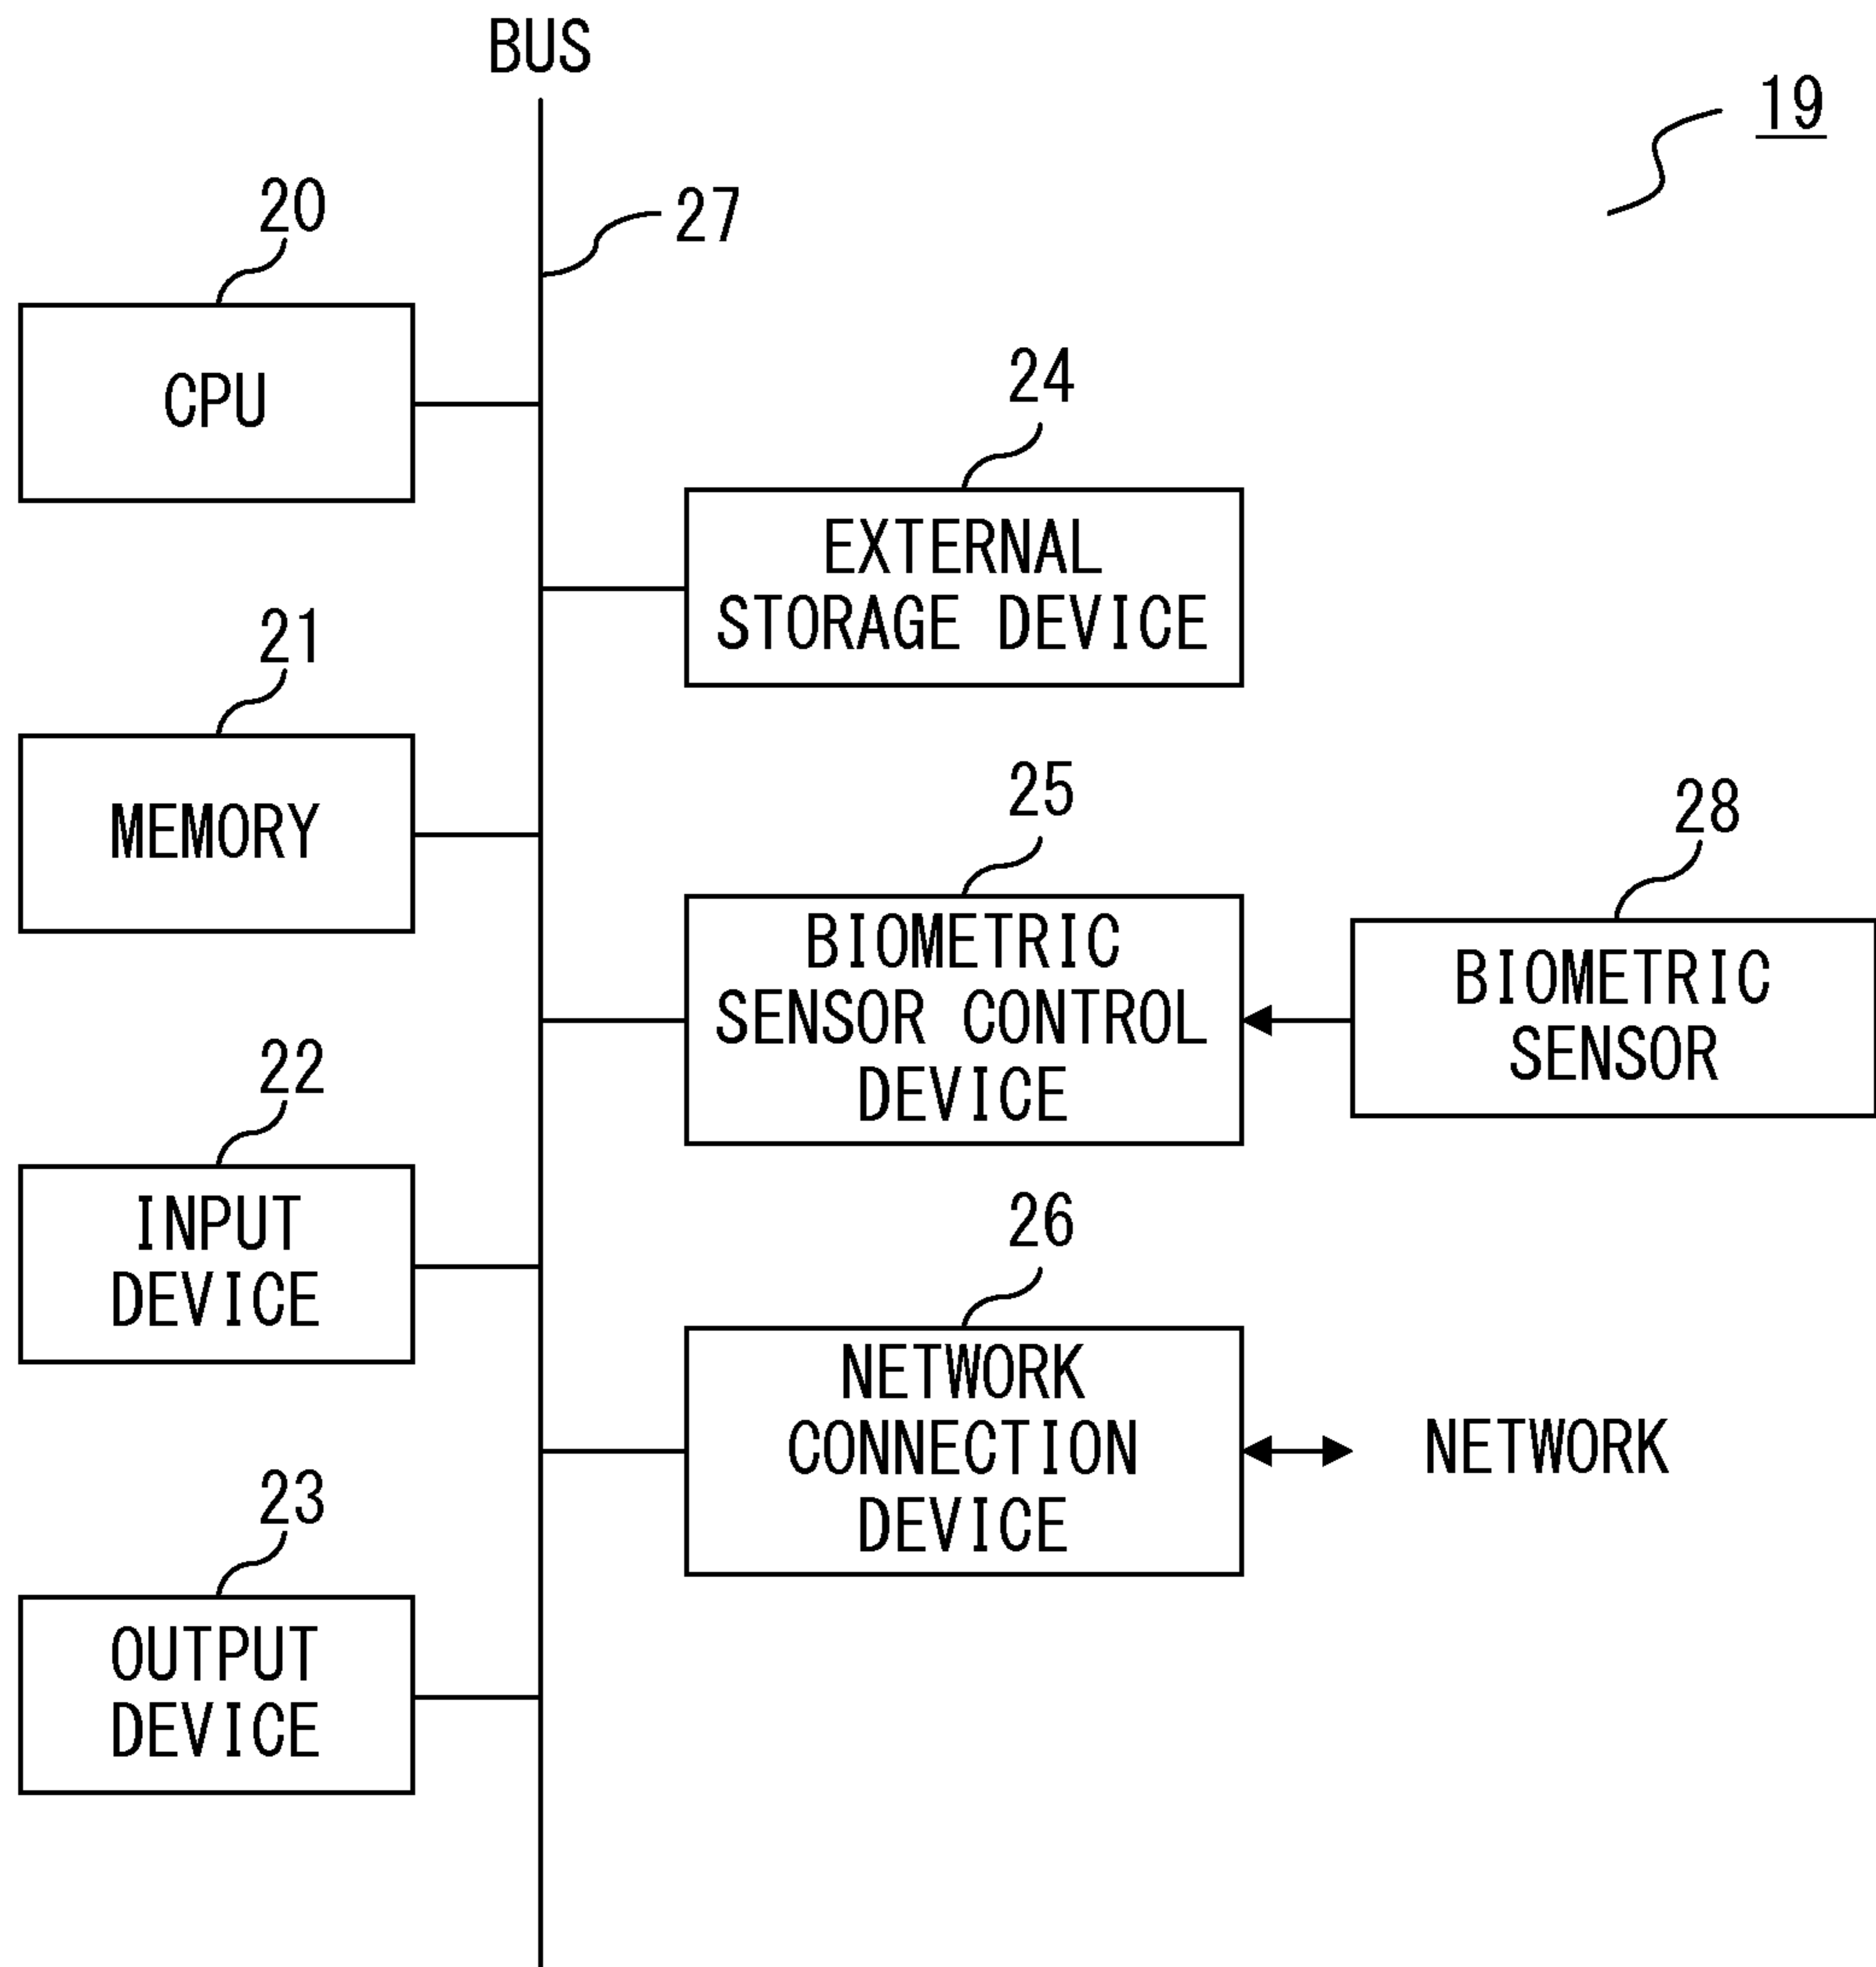 BUS
19
27
20
CPU
24
EXTERNAL
STORAGE DEVICE
21
MEMORY
25
BIOMETRIC
SENSOR CONTROL
DEVICE
28
BIOMETRIC
SENSOR
22
INPUT
DEVICE
26
NETWORK
CONNECTION
DEVICE
NETWORK
23
OUTPUT
DEVICE